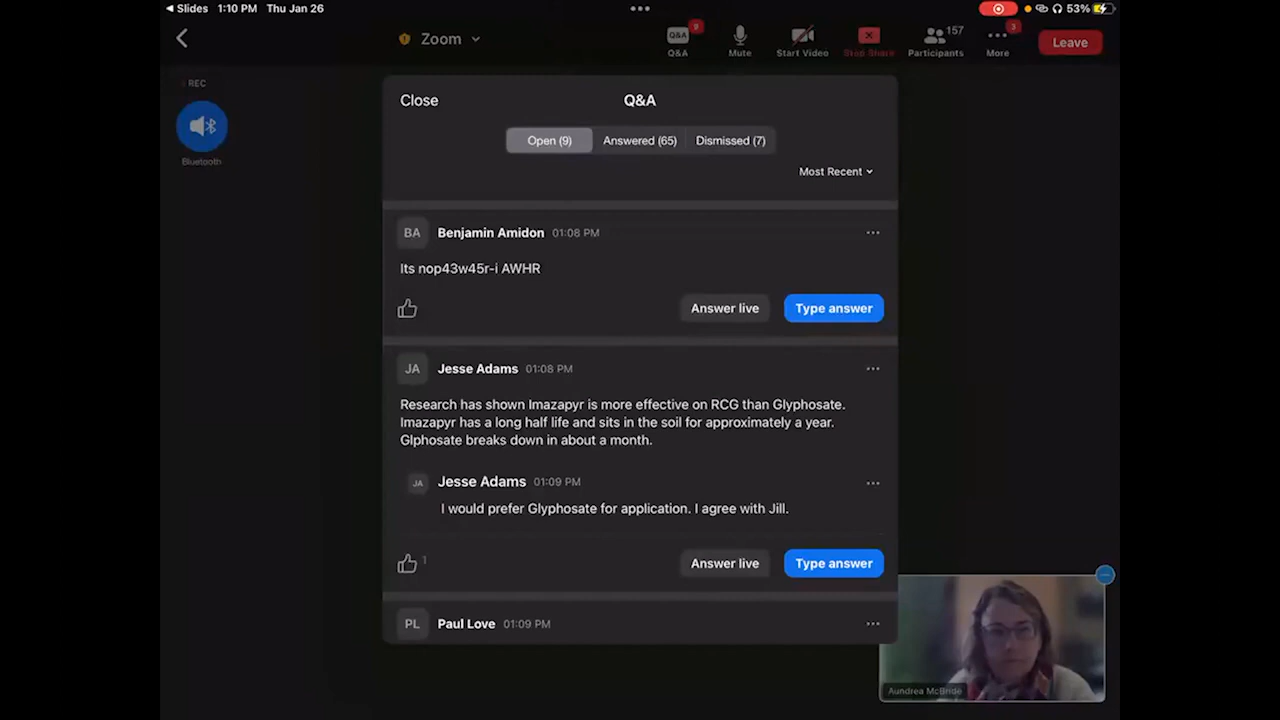 Slides 1:10 PM Thu Jan 26
53%
Zoom
Q&A 9
Q&A
Mute
Start Video
Stop Share
157
Participants
3
More
Leave
REC
Bluetooth
Close Q&A
Open (9) Answered (65) Dismissed (7)
Most Recent
BA Benjamin Amidon 01:08 PM
Its nop43w45r-i AWHR
Answer live Type answer
JA Jesse Adams 01:08 PM
Research has shown Imazapyr is more effective on RCG than Glyphosate.
Imazapyr has a long half life and sits in the soil for approximately a year.
Glphosate breaks down in about a month.
JA Jesse Adams 01:09 PM
I would prefer Glyphosate for application. I agree with Jill.
1
Answer live Type answer
PL Paul Love 01:09 PM
Aundrea McBride